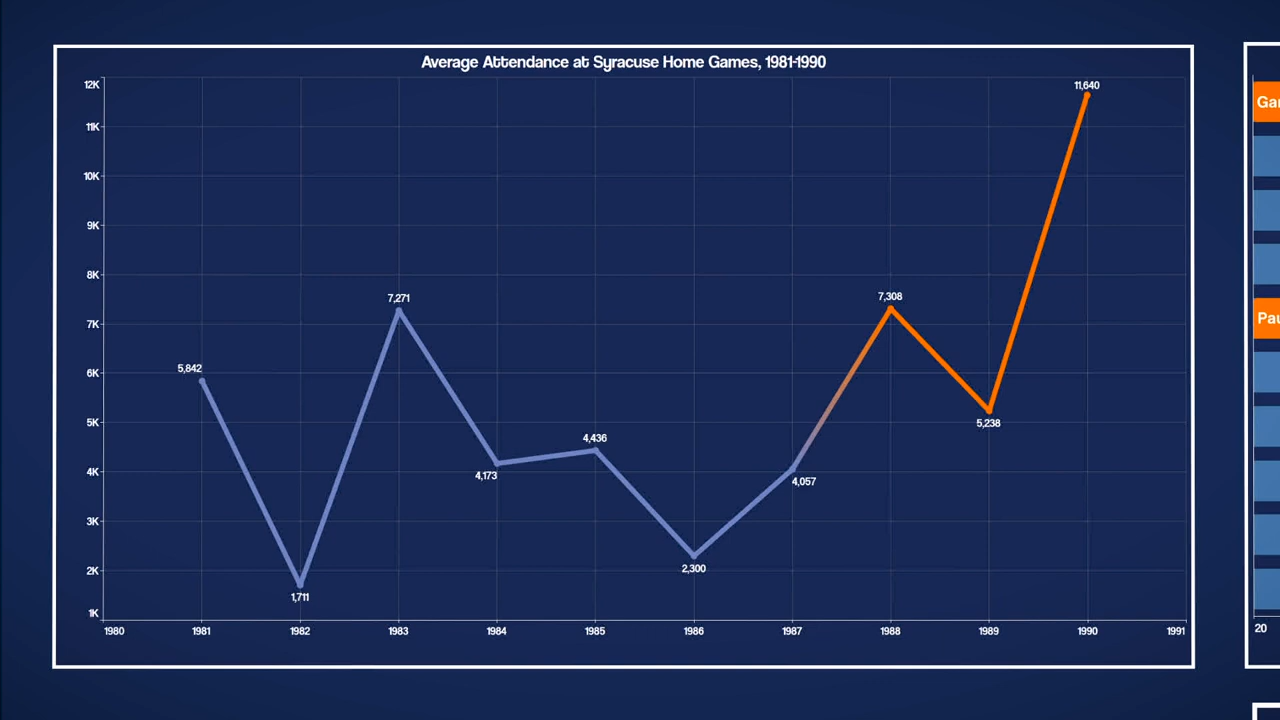 Average Attendance at Syracuse Home Games, 1981-1990
12K
11K
10K
9K
8K
7K
6K
5K
4K
3K
2K
1K
5,842
1,711
7,271
4,173
4,436
2,300
4,057
7,308
5,238
11,640
1980 1981 1982 1983 1984 1985 1986 1987 1988 1989 1990 1991
20